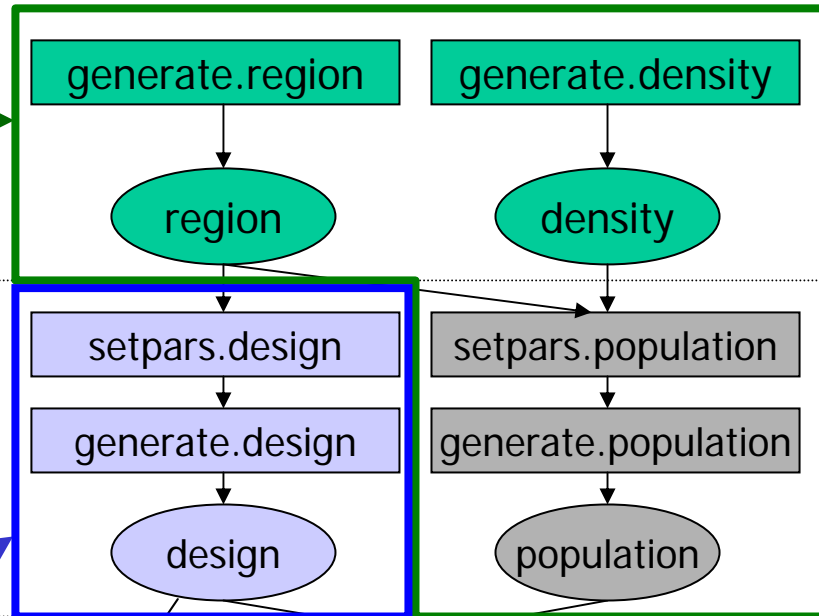 generate.region
generate.density
region
density
setpars.design
setpars.population
generate.design
generate.population
design
population